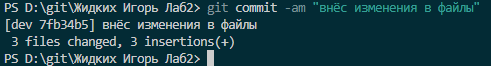 PS D:\git\Жидких Игорь Лаб2> git commit -am "внёс изменения в файлы"
[dev 7fb34b5] внёс изменения в файлы
 3 files changed, 3 insertions(+)
PS D:\git\Жидких Игорь Лаб2>